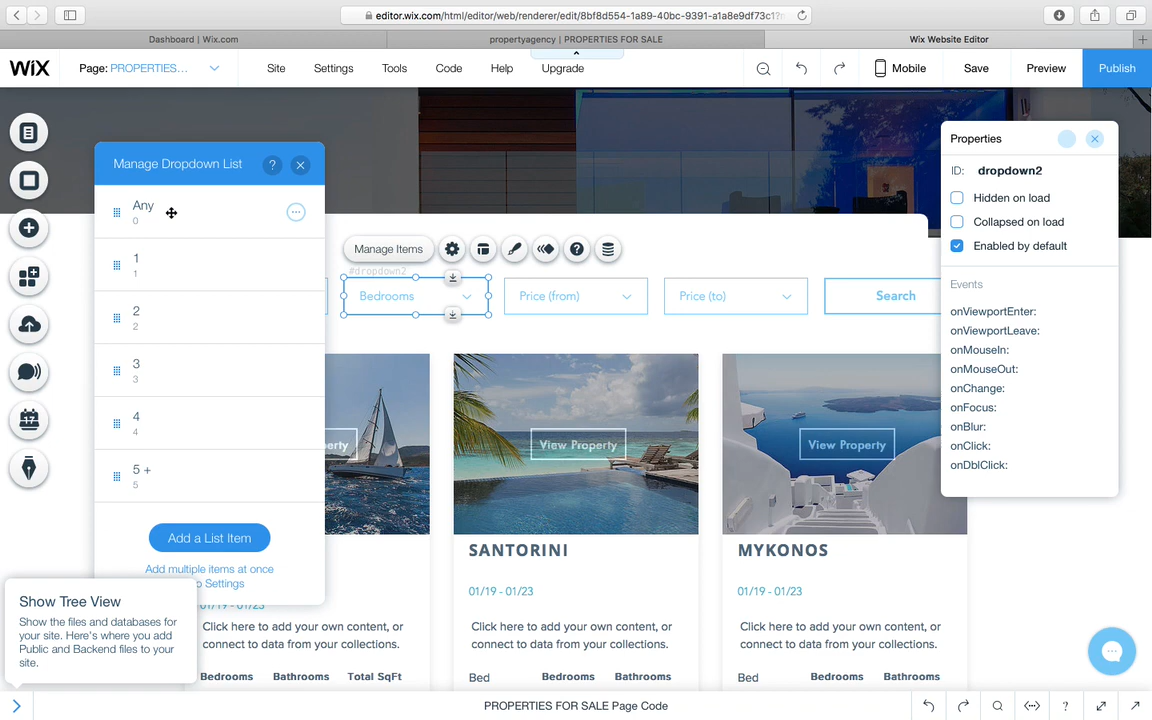 editor.wix.com/html/editor/web/renderer/edit/8bf8d554-1a89-40bc-9391-a1a8e9df73c1?
Dashboard | Wix.com
propertyagency | PROPERTIES FOR SALE
Wix Website Editor
WiX
Page: PROPERTIES...
Site
Settings
Tools
Code
Help
Upgrade
Mobile
Save
Preview
Publish
Manage Dropdown List
?
Any
0
1
1
2
2
3
3
4
4
5 +
5
Add a List Item
Add multiple items at once
o Settings
Show Tree View
Show the files and databases for
your site. Here's where you add
Public and Backend files to your
site.
Manage Items
?
#dropdown2
Bedrooms
Price (from)
Price (to)
Search
Properties
ID: dropdown2
Hidden on load
Collapsed on load
Enabled by default
Events
onViewportEnter:
onViewportLeave:
onMouseIn:
onMouseOut:
onChange:
onFocus:
onBlur:
onClick:
onDblClick:
perty
View Property
View Property
SANTORINI
MYKONOS
01/19 - 01/23
01/19 - 01/23
01/19 - 01/23
Click here to add your own content, or
connect to data from your collections.
Click here to add your own content, or
connect to data from your collections.
Click here to add your own content, or
connect to data from your collections.
Bedrooms Bathrooms Total SqFt
Bed Bedrooms Bathrooms
Bed Bedrooms Bathrooms
PROPERTIES FOR SALE Page Code
?